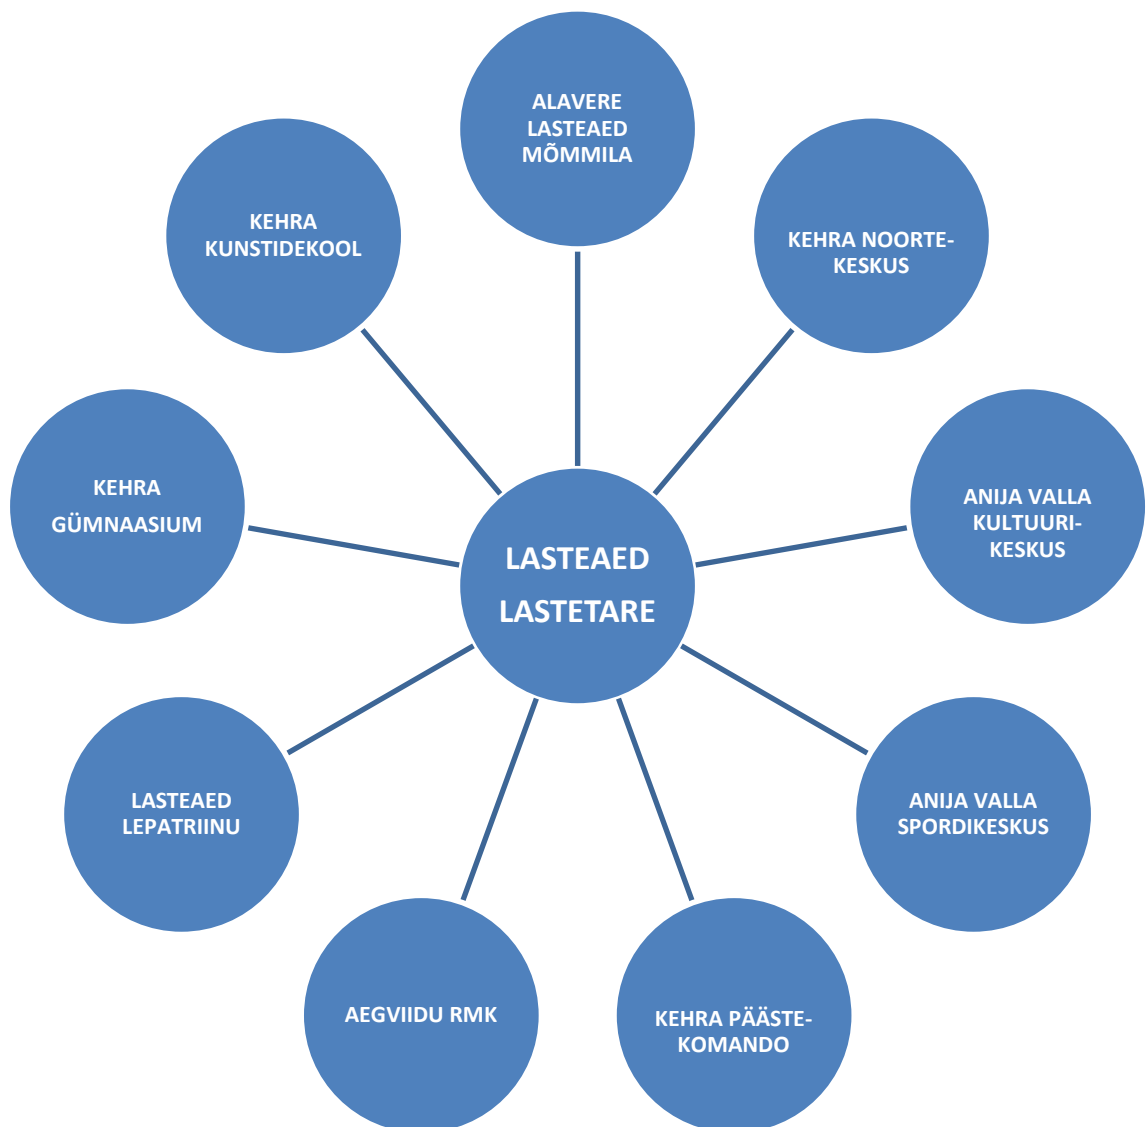 ALAVERE
LASTEAED
MÕMMILA
KEHRA NOORTE-
KESKUS
ANIJA VALLA
KULTUURI-
KESKUS
ANIJA VALLA
SPORDIKESKUS
KEHRA PÄÄSTE-
KOMANDO
AEGVIIDU RMK
LASTEAED
LEPATRIINU
KEHRA
GÜMNAASIUM
KEHRA
KUNSTIDEKOOL
LASTEAED
LASTETARE